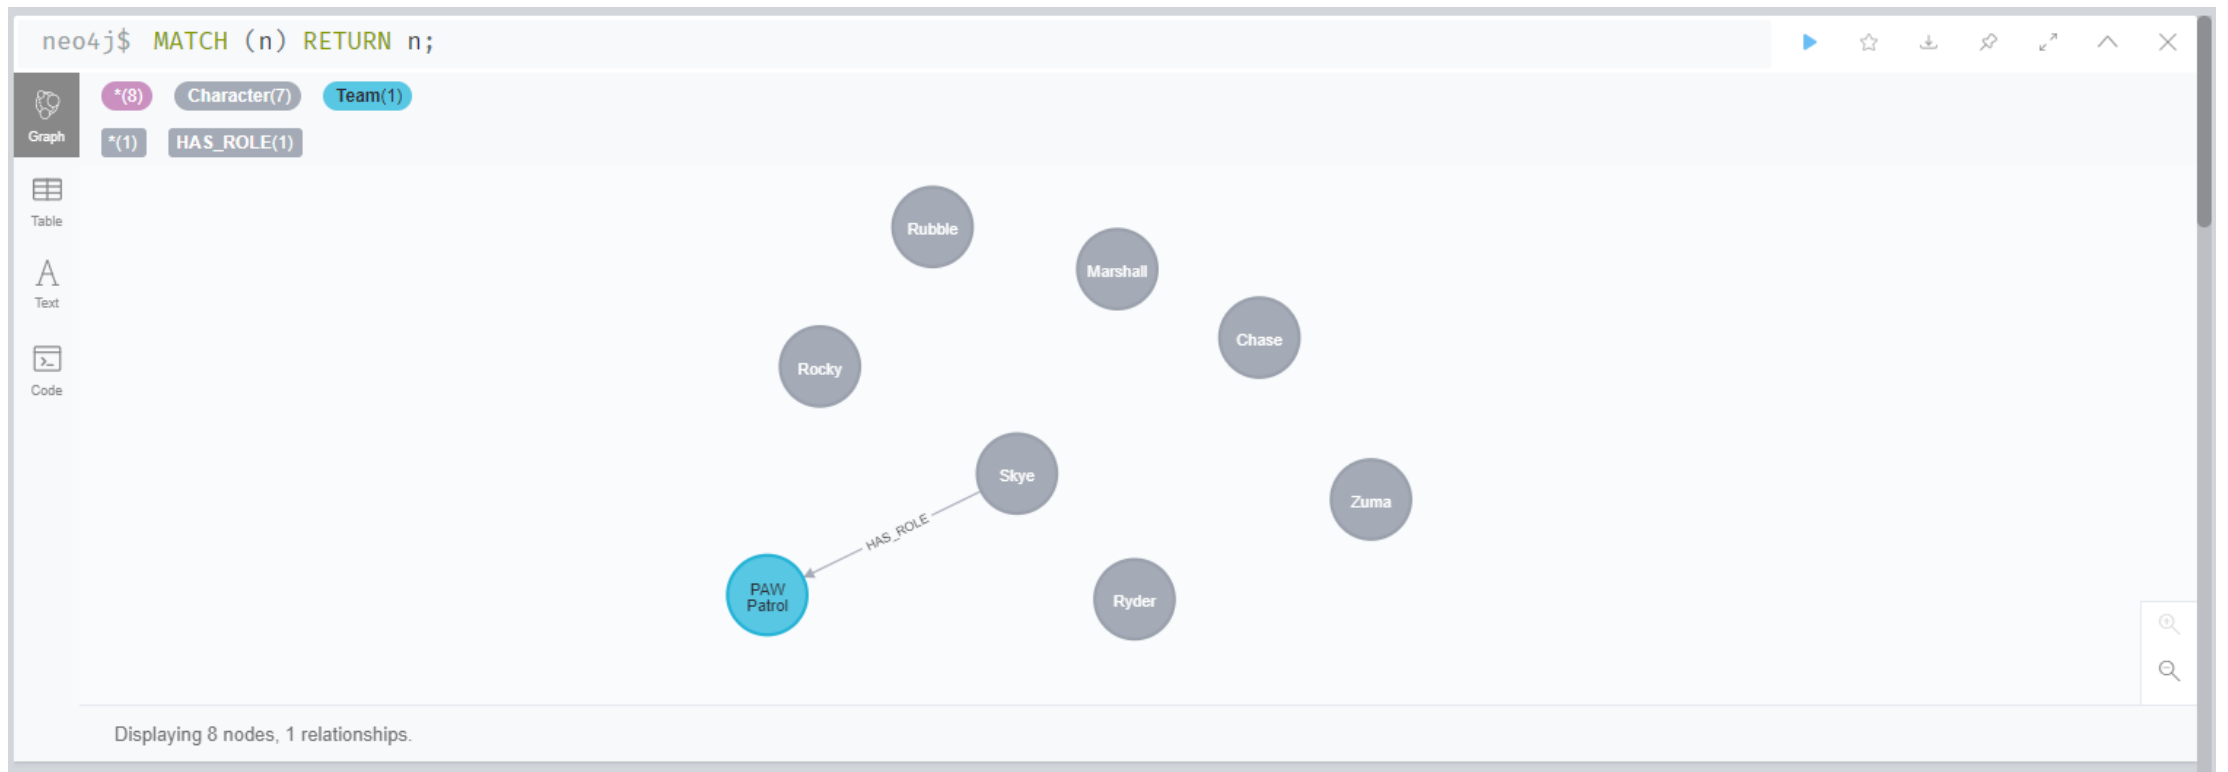 neo4j$ MATCH (n) RETURN n;
*(8) Character(7) Team(1)
*(1) HAS_ROLE(1)
Graph
Table
Text
Code
Rubble
Marshall
Chase
Rocky
Skye
Zuma
HAS_ROLE
PAW
Patrol
Ryder
Displaying 8 nodes, 1 relationships.